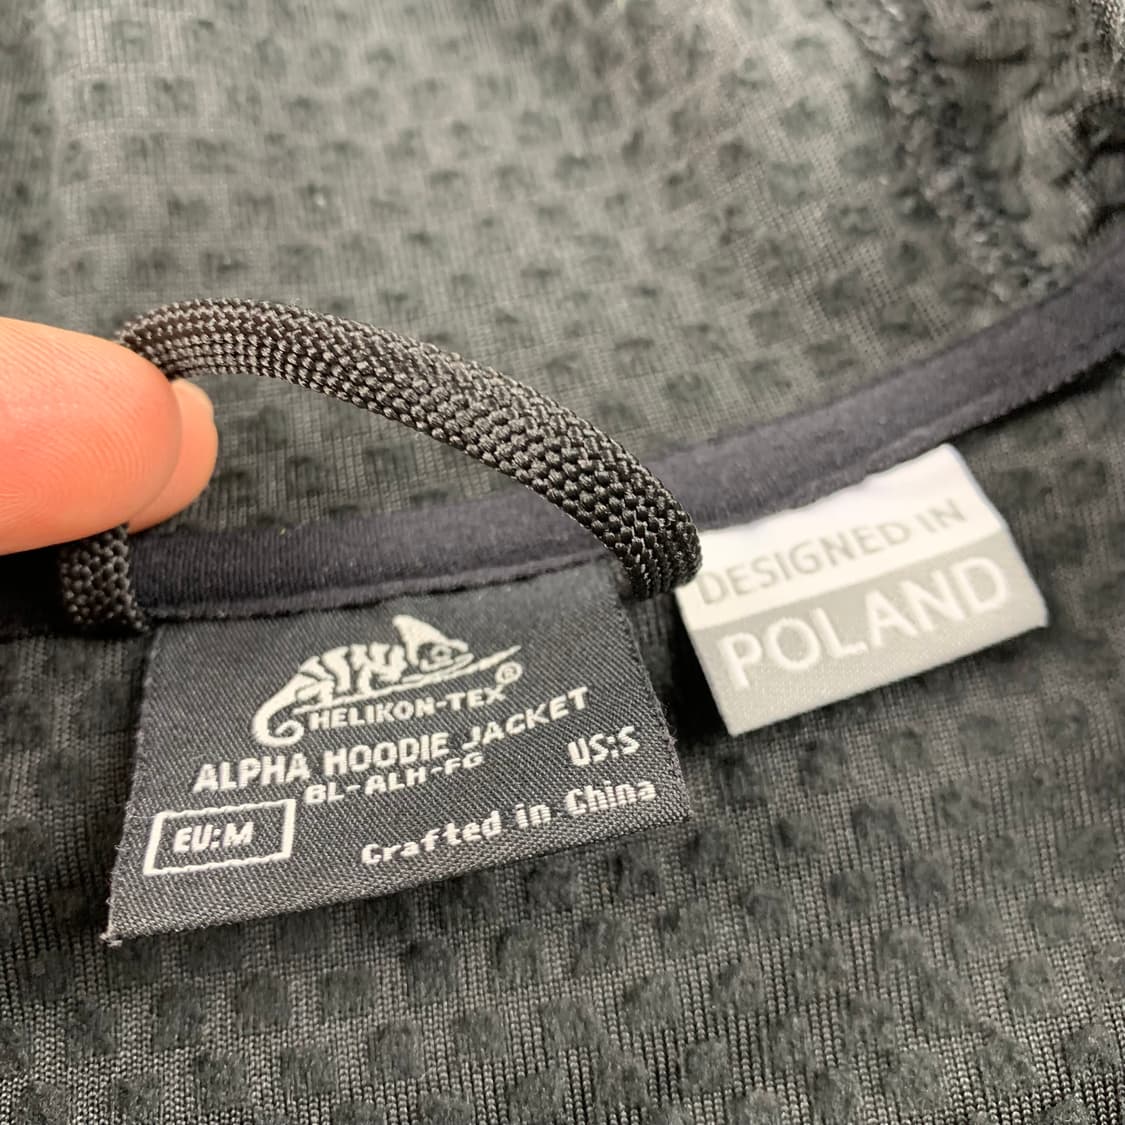 HELIKON-TEX®
ALPHA HOODIE JACKET
BL-ALH-FG
US:S
EU:M
Crafted in China
DESIGNED IN
POLAND